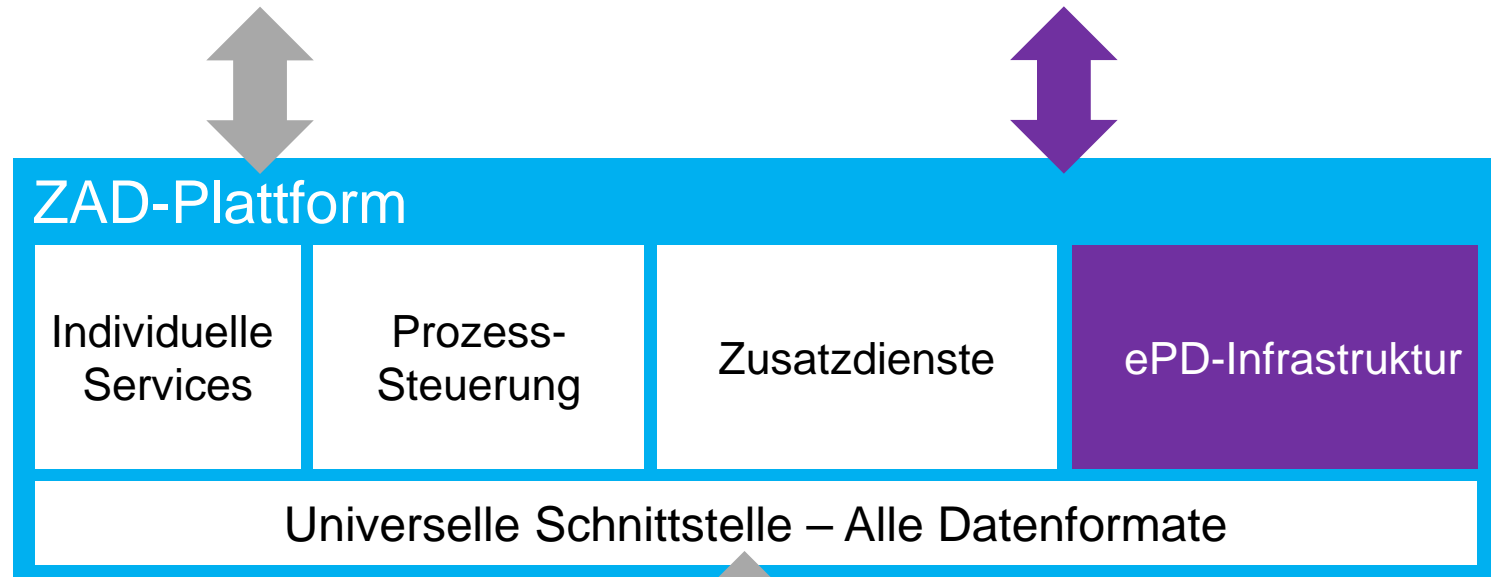 ZAD-Plattform
Individuelle
Services
Prozess-
Steuerung
Zusatzdienste
ePD-Infrastruktur
Universelle Schnittstelle – Alle Datenformate